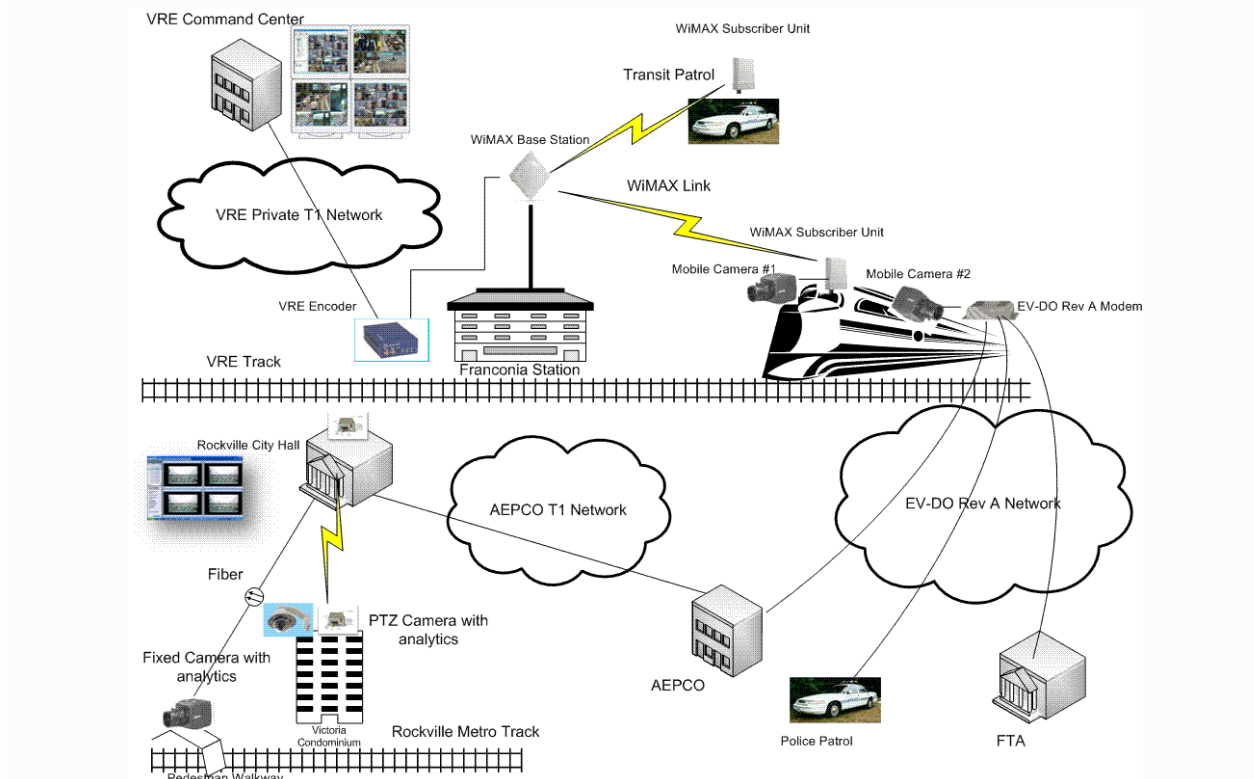 VRE Command Center
WiMAX Subscriber Unit
Transit Patrol
WiMAX Base Station
WiMAX Link
VRE Private T1 Network
WiMAX Subscriber Unit
Mobile Camera #1
Mobile Camera #2
VRE Encoder
EV-DO Rev A Modem
VRE Track
Franconia Station
Rockville City Hall
AEPCO T1 Network
EV-DO Rev A Network
Fiber
PTZ Camera with
analytics
Fixed Camera with
analytics
AEPCO
Victoria
Condominium
Rockville Metro Track
Police Patrol
FTA
Pedestrian Walkway